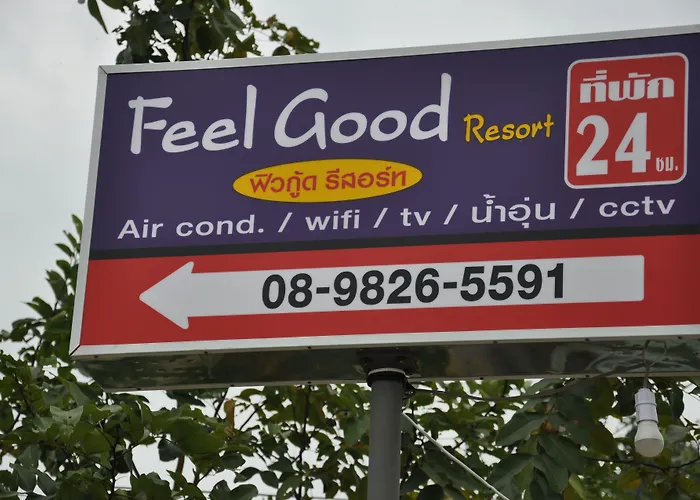 Feel Good Resort
ที่พัก
24 ชม.
ฟิวกู้ด รีสอร์ท
Air cond. / wifi / tv / น้ำอุ่น / cctv
08-9826-5591